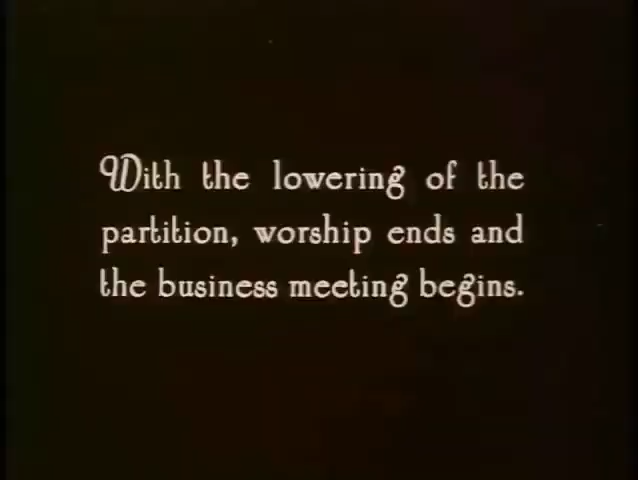 With the lowering of the
partition, worship ends and
the business meeting begins.